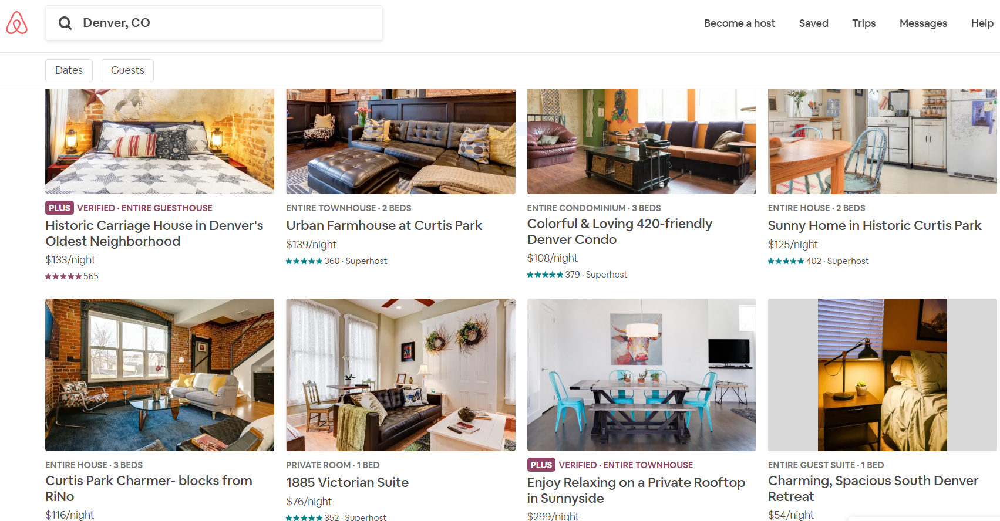 Denver, CO
Become a host
Saved
Trips
Messages
Help
Dates
Guests
PLUS VERIFIED · ENTIRE GUESTHOUSE
Historic Carriage House in Denver's
Oldest Neighborhood
$133/night
★★★★★ 565
ENTIRE TOWNHOUSE · 2 BEDS
Urban Farmhouse at Curtis Park
$139/night
★★★★★ 360 · Superhost
ENTIRE CONDOMINIUM · 3 BEDS
Colorful & Loving 420-friendly
Denver Condo
$108/night
★★★★★ 379 · Superhost
ENTIRE HOUSE · 2 BEDS
Sunny Home in Historic Curtis Park
$125/night
★★★★★ 402 · Superhost
ENTIRE HOUSE · 3 BEDS
Curtis Park Charmer- blocks from
RiNo
$116/night
PRIVATE ROOM · 1 BED
1885 Victorian Suite
$76/night
★★★★★ 352 · Superhost
PLUS VERIFIED · ENTIRE TOWNHOUSE
Enjoy Relaxing on a Private Rooftop
in Sunnyside
$299/night
ENTIRE GUEST SUITE · 1 BED
Charming, Spacious South Denver
Retreat
$54/night